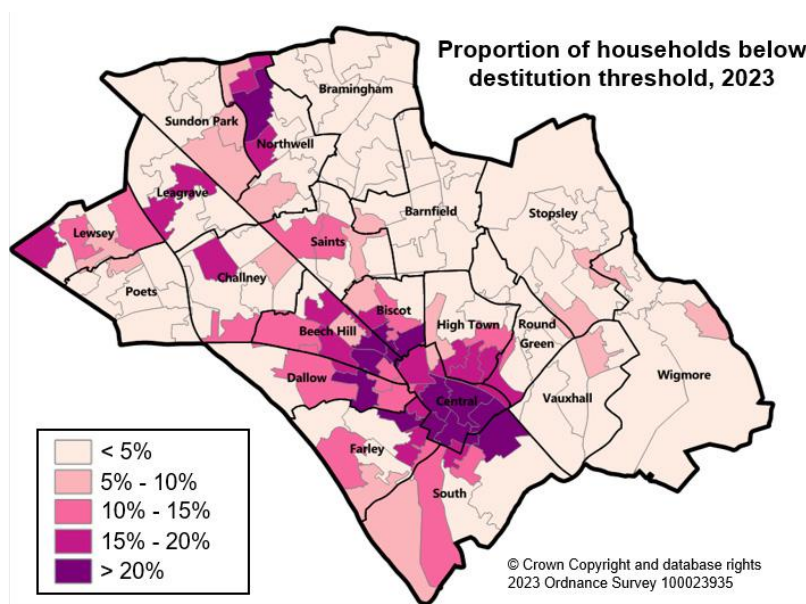 Proportion of households below
destitution threshold, 2023
Bramingham
Sundon Park
Northwell
Leagrave
Barnfield
Stopsley
Lewsey
Saints
Challney
Poets
Biscot
High Town
Round
Green
Beech Hill
Dallow
Central
Vauxhall
Wigmore
Farley
South
< 5%
5% - 10%
10% - 15%
15% - 20%
> 20%
© Crown Copyright and database rights
2023 Ordnance Survey 100023935